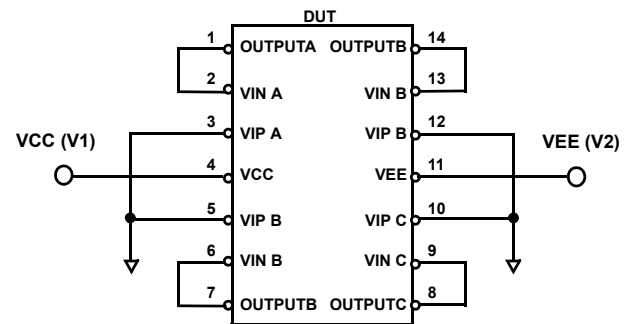 DUT
1 OUTPUTA OUTPUTB 14
2 VIN A VIN B 13
3 VIP A VIP B 12
VCC (V1) VEE (V2)
4 VCC VEE 11
5 VIP B VIP C 10
6 VIN B VIN C 9
7 OUTPUTB OUTPUTC 8